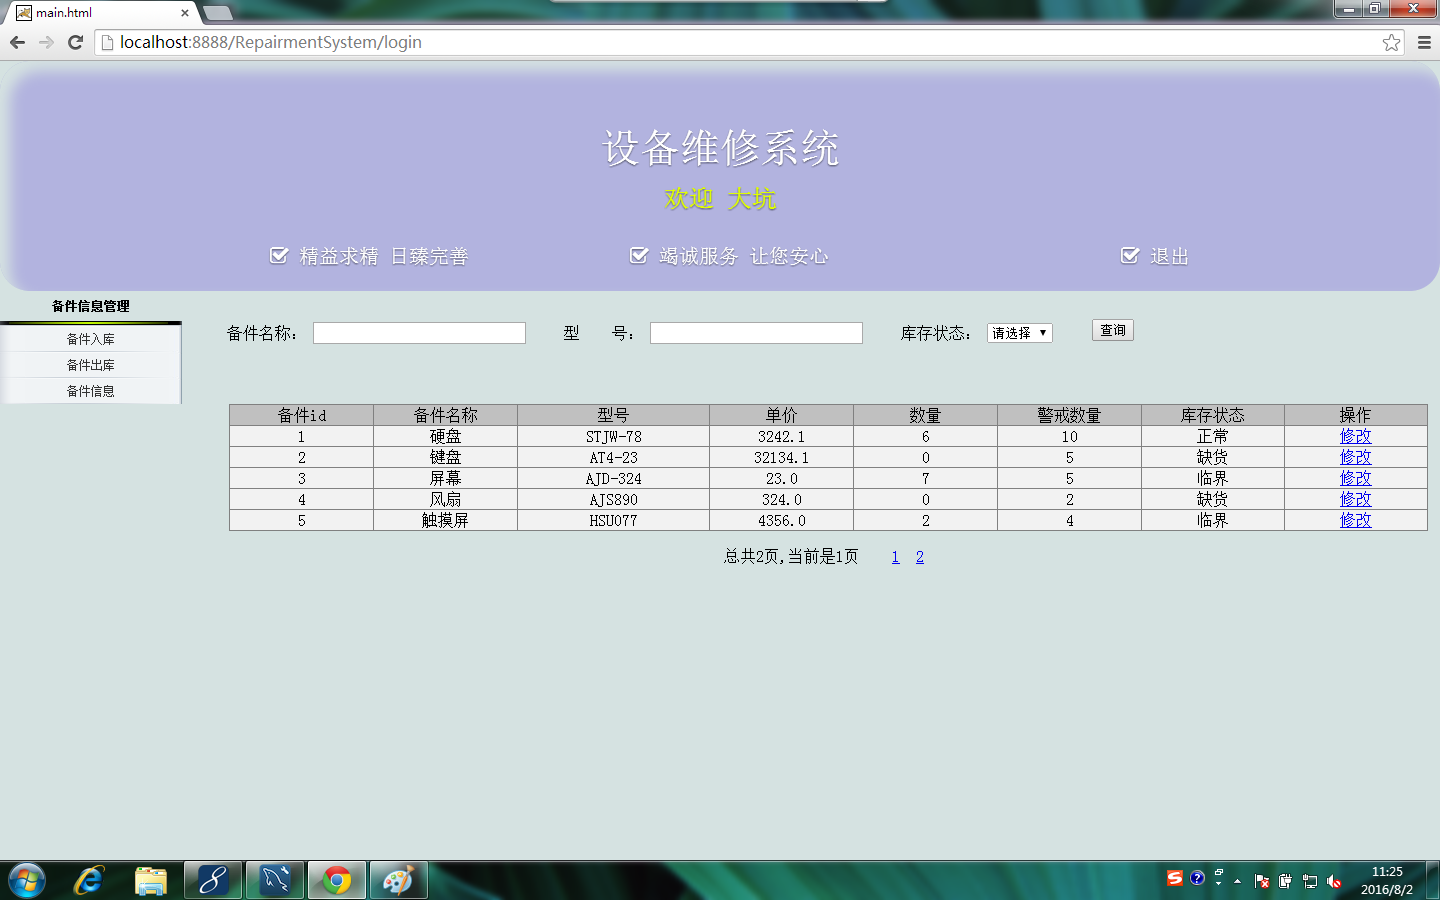 main.html
localhost:8888/RepairmentSystem/login
设备维修系统
欢迎 大坑
精益求精 日臻完善 竭诚服务 让您安心 退出
备件信息管理
备件入库
备件出库
备件信息
备件名称： 型 号： 库存状态： 请选择 查询
备件id 备件名称 型号 单价 数量 警戒数量 库存状态 操作
1 硬盘 STJW-78 3242.1 6 10 正常 修改
2 键盘 AT4-23 32134.1 0 5 缺货 修改
3 屏幕 AJD-324 23.0 7 5 临界 修改
4 风扇 AJS890 324.0 0 2 缺货 修改
5 触摸屏 HSU077 4356.0 2 4 临界 修改
总共2页,当前是1页 1 2
11:25
2016/8/2